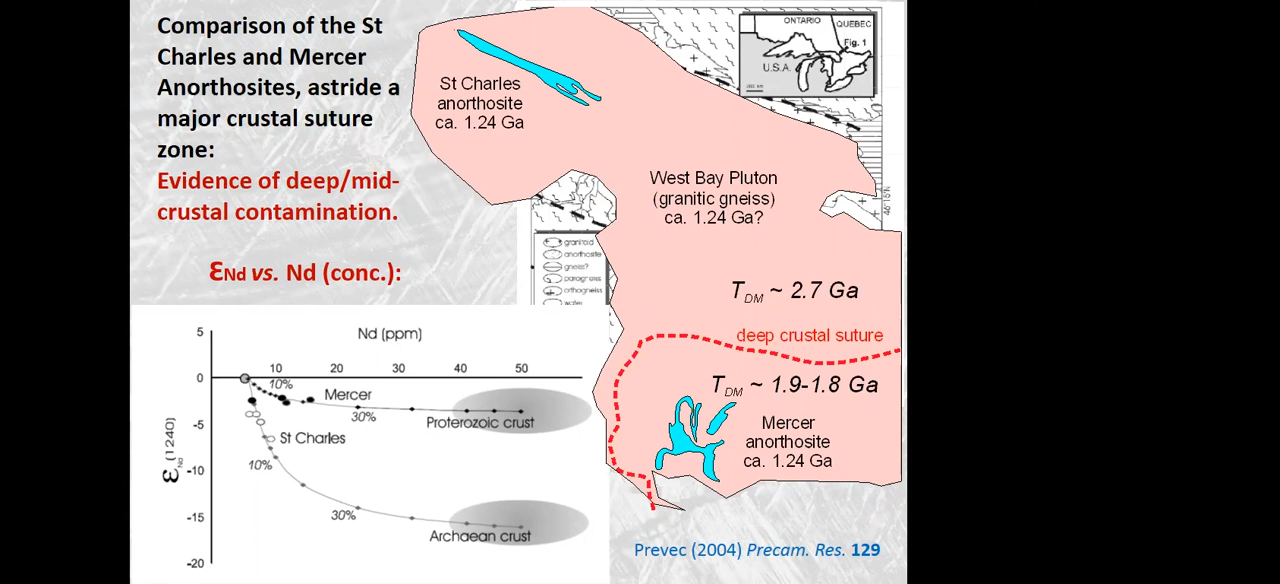 Comparison of the St
Charles and Mercer
Anorthosites, astride a
major crustal suture
zone:
Evidence of deep/mid-
crustal contamination.
εNd vs. Nd (conc.):
St Charles
anorthosite
ca. 1.24 Ga
ONTARIO
QUEBEC
Fig. 1
U.S.A.
46°15'N
West Bay Pluton
(granitic gneiss)
ca. 1.24 Ga?
granitoid
anorthosite
gneiss?
paragneiss
orthogneiss
water
TDM ~ 2.7 Ga
deep crustal suture
TDM ~ 1.9-1.8 Ga
Mercer
anorthosite
ca. 1.24 Ga
Nd (ppm)
5
0
-5
-10
-15
-20
10
20
30
40
50
εNd (1240)
10%
Mercer
30%
Proterozoic crust
St Charles
10%
30%
Archaean crust
Prevec (2004) Precam. Res. 129